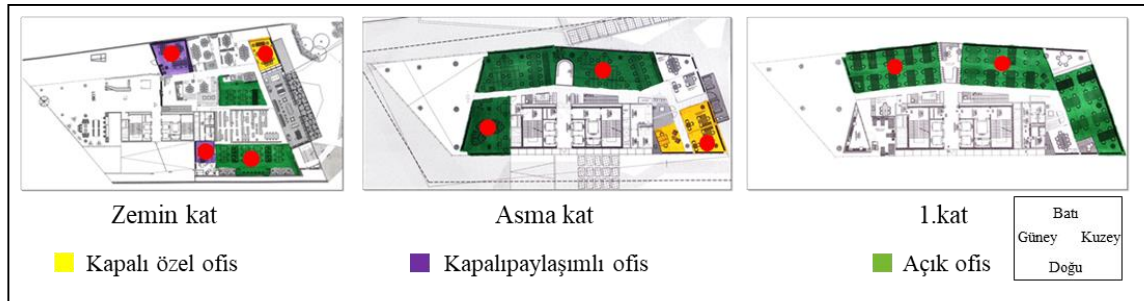 Zemin kat
Asma kat
1.kat
Kapalı özel ofis
Kapalıpaylaşımlı ofis
Açık ofis
Batı
Güney Kuzey
Doğu